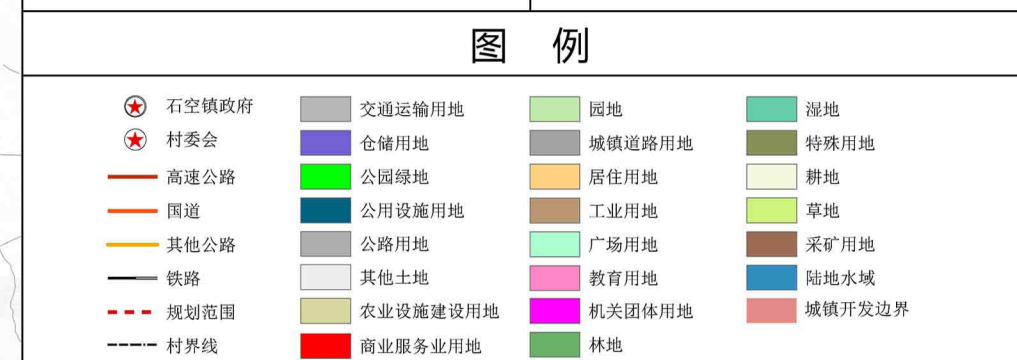 图 例
石空镇政府
村委会
高速公路
国道
其他公路
铁路
规划范围
村界线
交通运输用地
仓储用地
公园绿地
公用设施用地
公路用地
其他土地
农业设施建设用地
商业服务业用地
园地
城镇道路用地
居住用地
工业用地
广场用地
教育用地
机关团体用地
林地
湿地
特殊用地
耕地
草地
采矿用地
陆地水域
城镇开发边界